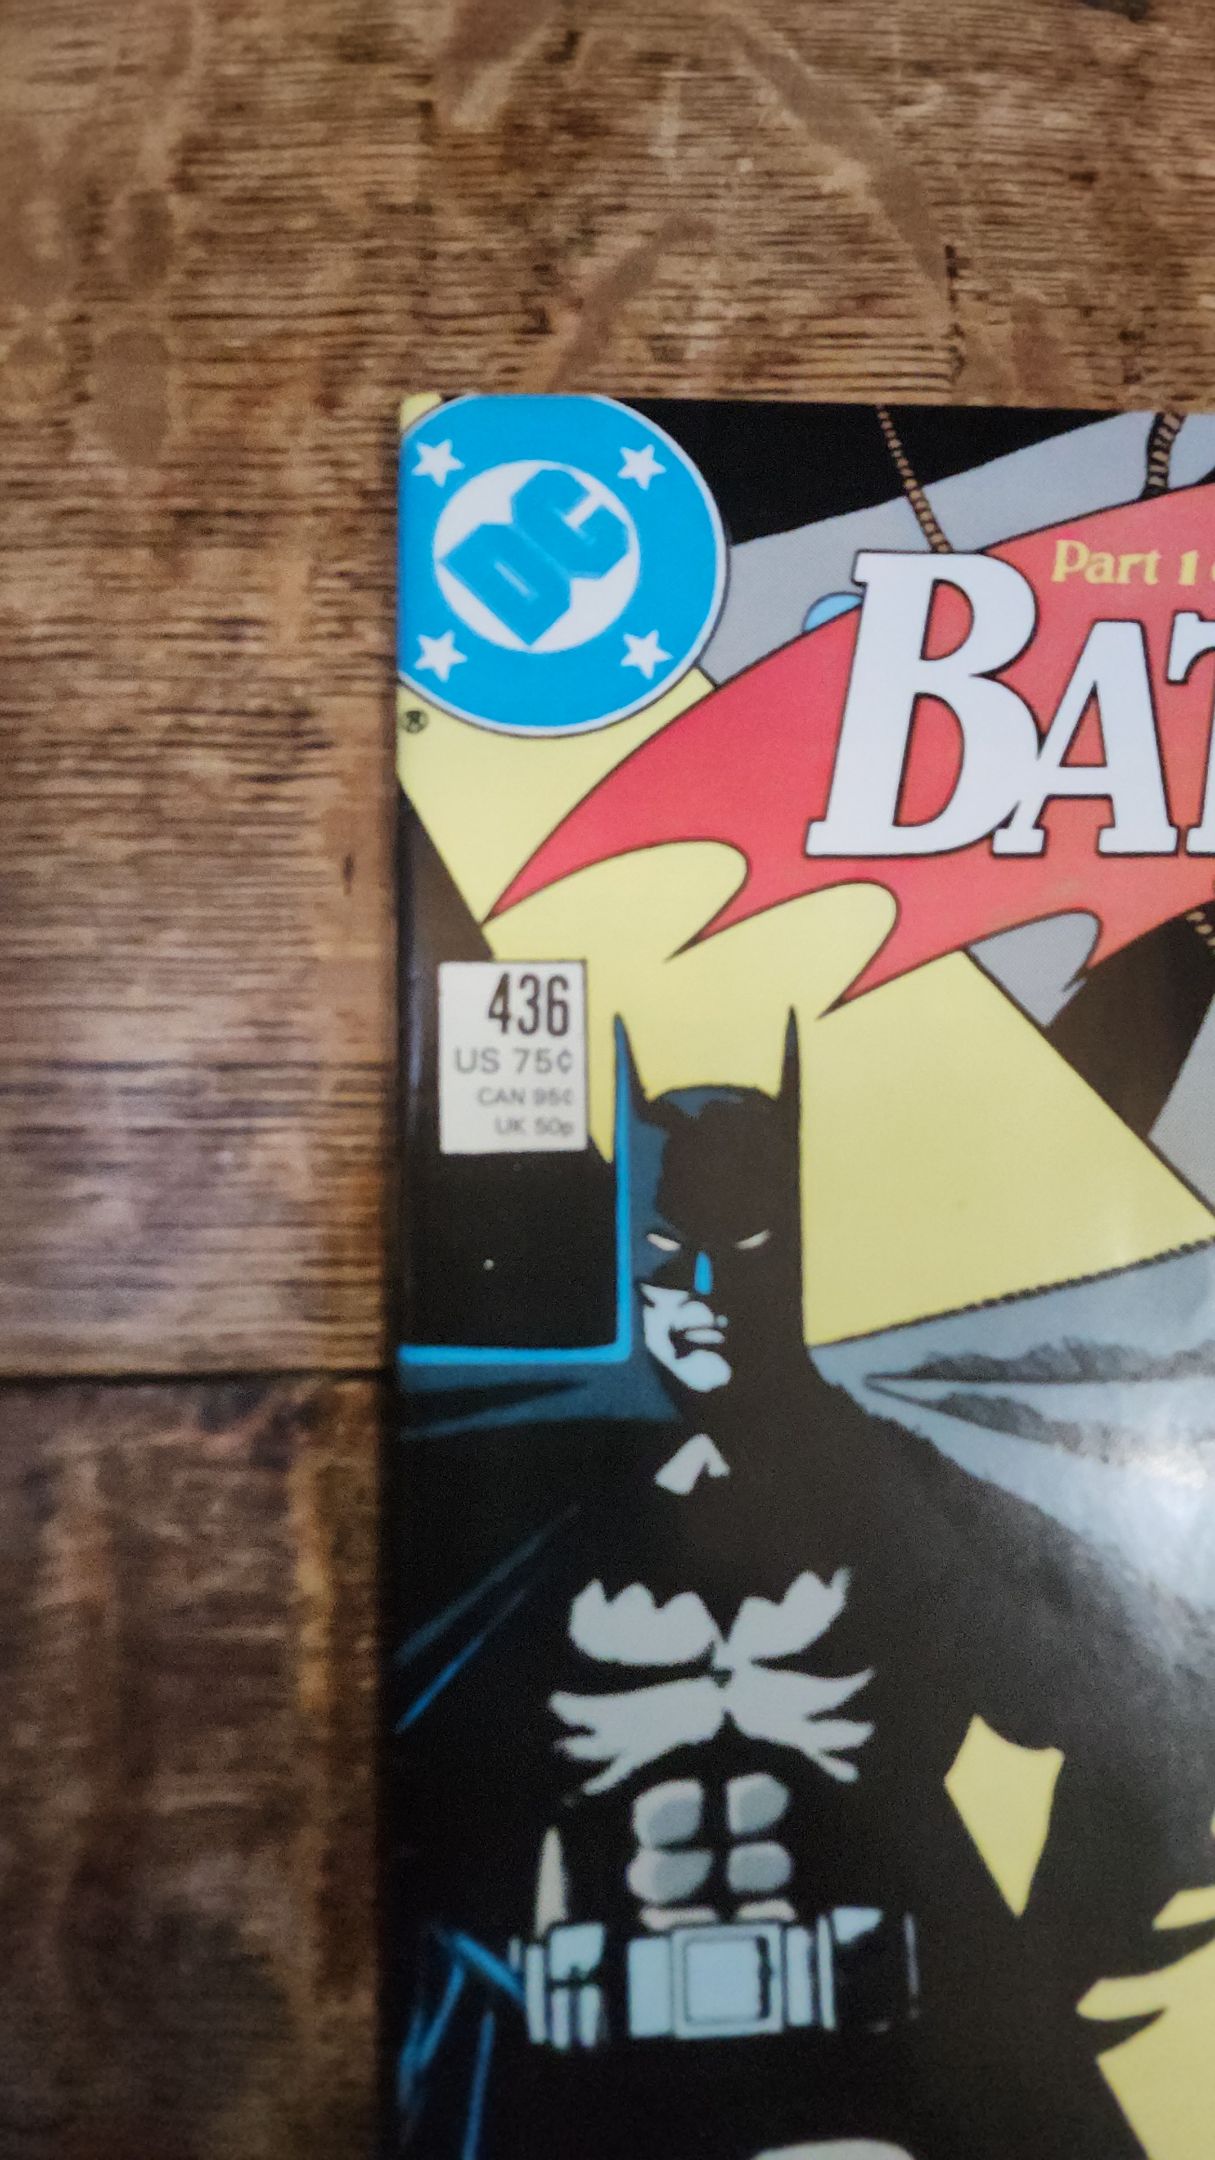 DC
Part 1
BAT
436
US 75¢
CAN 95¢
UK 50p